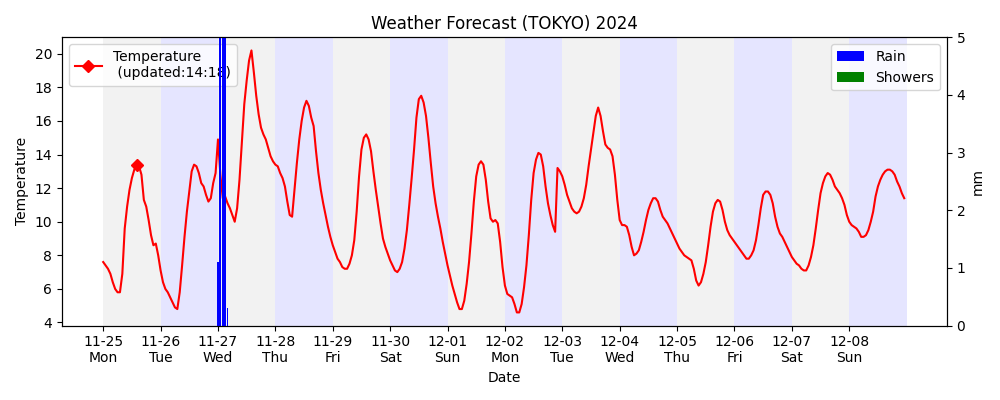 Weather Forecast (TOKYO) 2024
Temperature
(updated:14:18)
Rain
Showers
20
18
16
14
12
10
8
6
4
Temperature
5
4
3
2
1
0
mm
11-25 11-26 11-27 11-28 11-29 11-30 12-01 12-02 12-03 12-04 12-05 12-06 12-07 12-08
Mon Tue Wed Thu Fri Sat Sun Mon Tue Wed Thu Fri Sat Sun
Date